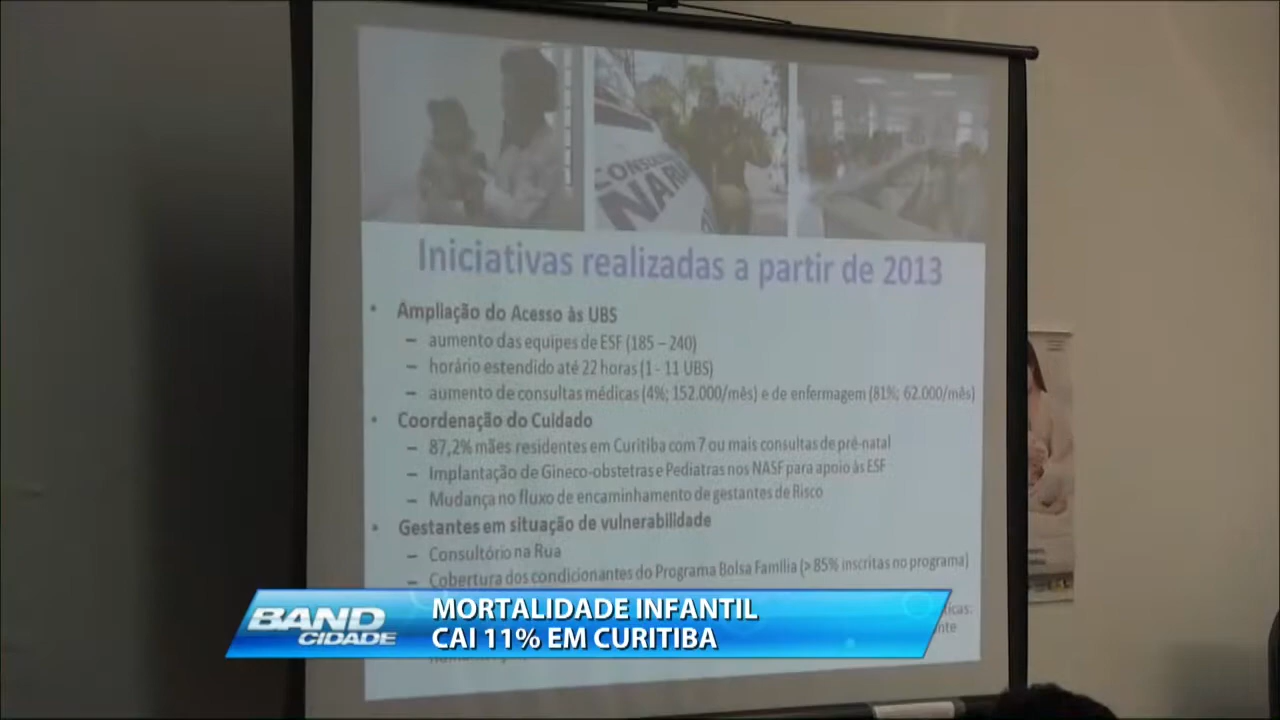 CONSUL
NARUA
Iniciativas realizadas a partir de 2013
• Ampliação do Acesso às UBS
– aumento das equipes de ESF (185 – 240)
– horário estendido até 22 horas (1 - 11 UBS)
– aumento de consultas médicas (4%; 152.000/mês) e de enfermagem (81%; 62.000/mês)
• Coordenação do Cuidado
– 87,2% mães residentes em Curitiba com 7 ou mais consultas de pré-natal
– Implantação de Gineco-obstetras e Pediatras nos NASF para apoio às ESF
– Mudança no fluxo de encaminhamento de gestantes de Risco
• Gestantes em situação de vulnerabilidade
– Consultório na Rua
– Cobertura dos condicionantes do Programa Bolsa Família (> 85% inscritas no programa)
BAND
CIDADE
MORTALIDADE INFANTIL
CAI 11% EM CURITIBA